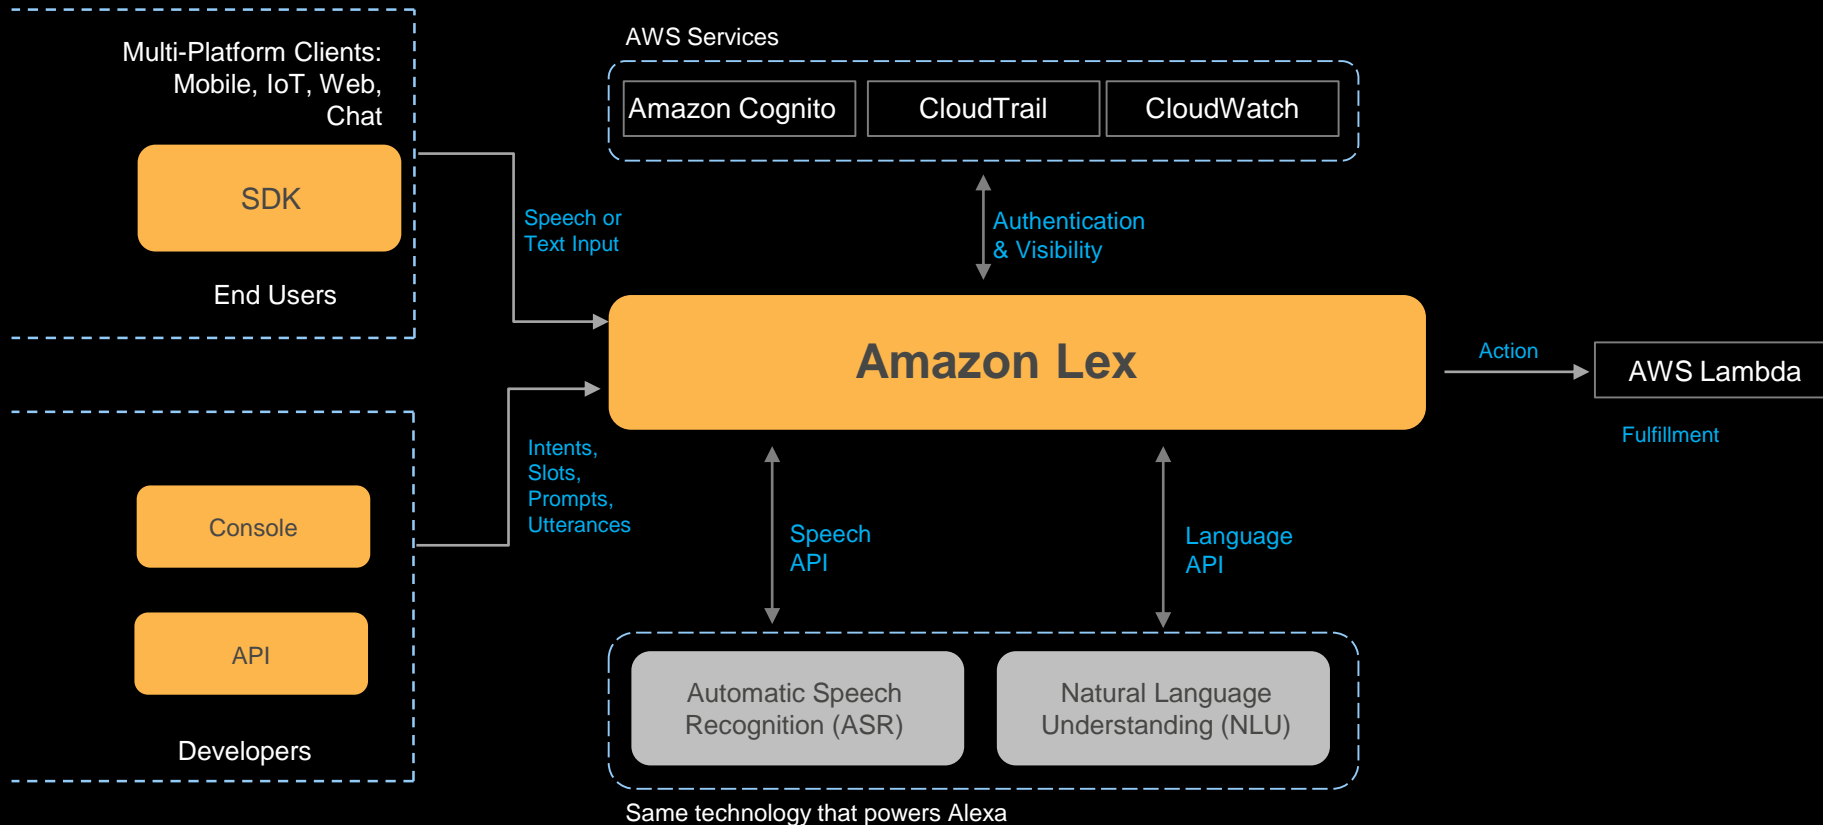 Multi-Platform Clients:
Mobile, IoT, Web,
Chat
SDK
End Users
Speech or
Text Input
AWS Services
Amazon Cognito
CloudTrail
CloudWatch
Authentication
& Visibility
Amazon Lex
Action
AWS Lambda
Fulfillment
Console
API
Developers
Intents,
Slots,
Prompts,
Utterances
Speech
API
Language
API
Automatic Speech
Recognition (ASR)
Natural Language
Understanding (NLU)
Same technology that powers Alexa